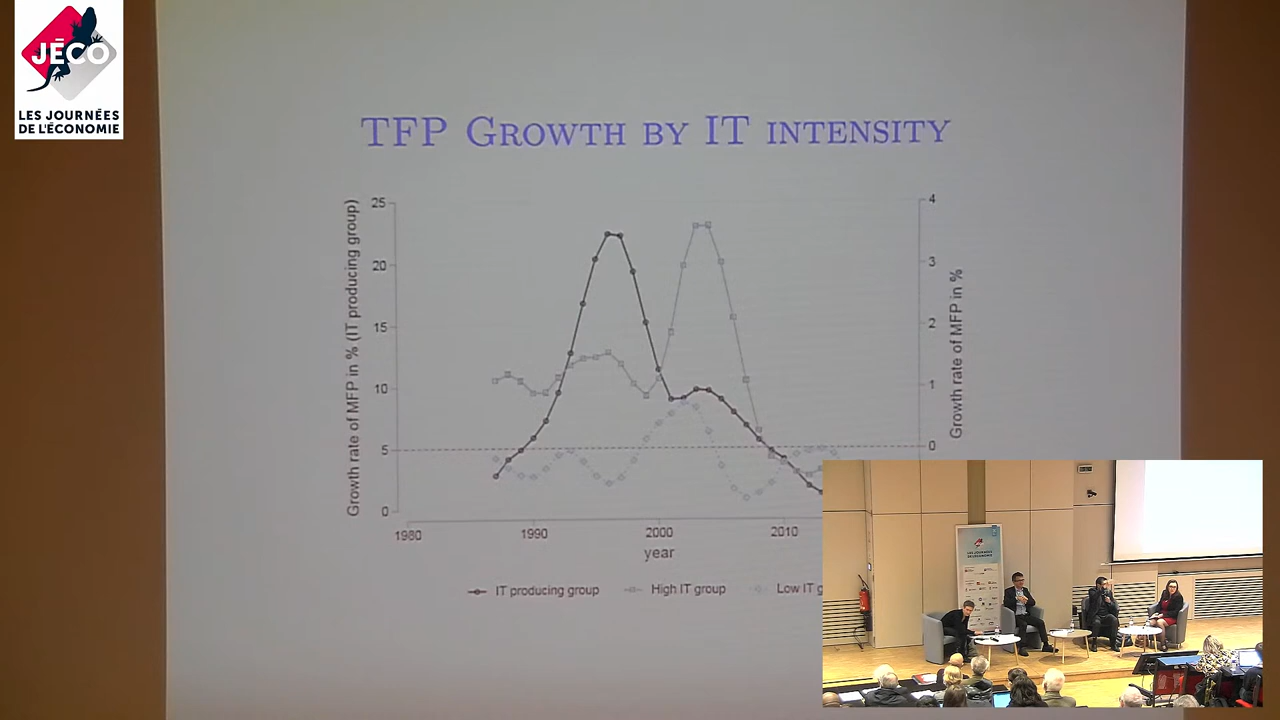 JÉCO
LES JOURNÉES
DE L'ÉCONOMIE
TFP GROWTH BY IT INTENSITY
Growth rate of MFP in % (IT producing group)
25
20
15
10
5
0
4
3
2
1
0
Growth rate of MFP in %
1980
1990
2000
2010
year
IT producing group
High IT group
Low IT